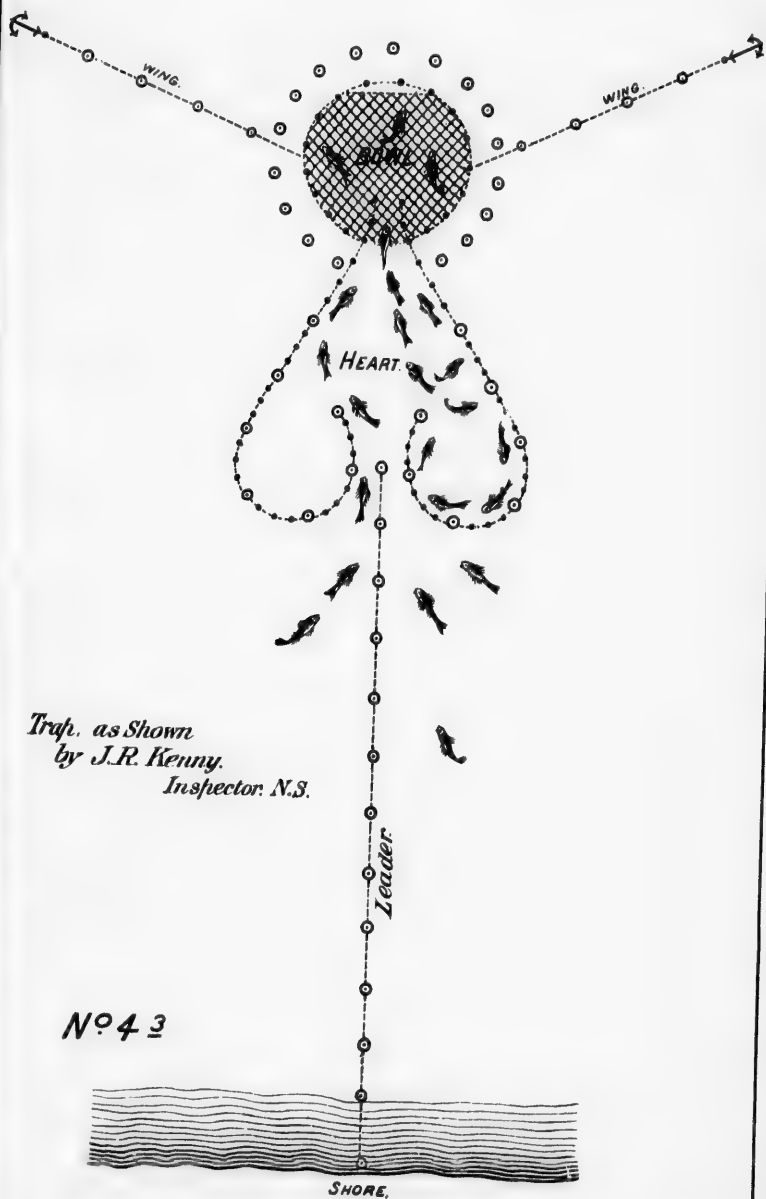 WING.
WING.
BOWL
HEART.
Trap. as Shown
by J.R. Kenny.
Inspector. N.S.
Leader.
No. 4 3
SHORE,